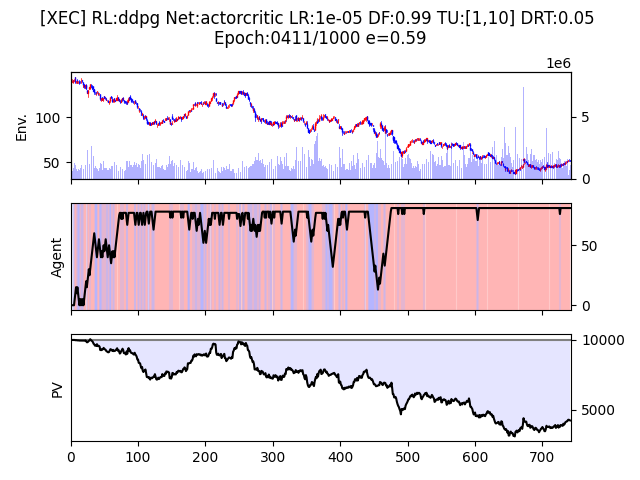 [XEC] RL:ddpg Net:actorcritic LR:1e-05 DF:0.99 TU:[1,10] DRT:0.05
Epoch:0411/1000 e=0.59
1e6
Env.
100
50
5
0
Agent
50
0
PV
10000
5000
0 100 200 300 400 500 600 700